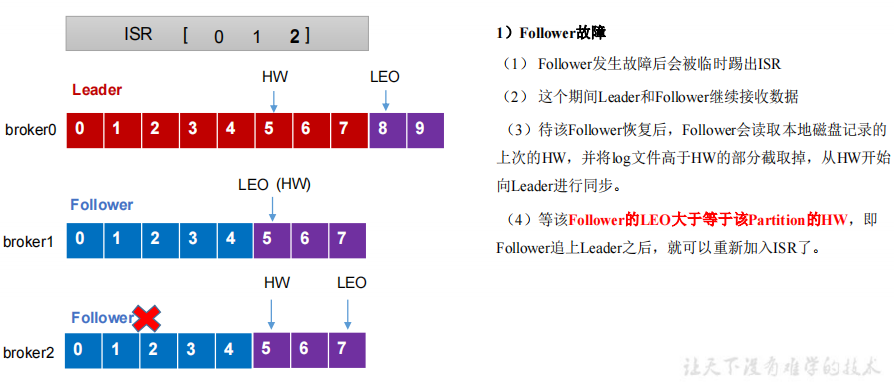 ISR [ 0 1 2 ]
HW LEO
Leader
broker0 0 1 2 3 4 5 6 7 8 9
LEO (HW)
Follower
broker1 0 1 2 3 4 5 6 7
HW LEO
Follower
broker2 0 1 2 3 4 5 6 7
1）Follower故障
（1） Follower发生故障后会被临时踢出ISR
（2） 这个期间Leader和Follower继续接收数据
（3）待该Follower恢复后，Follower会读取本地磁盘记录的
上次的HW，并将log文件高于HW的部分截取掉，从HW开始
向Leader进行同步。
（4）等该Follower的LEO大于等于该Partition的HW，即
Follower追上Leader之后，就可以重新加入ISR了。
让天下没有难学的技术